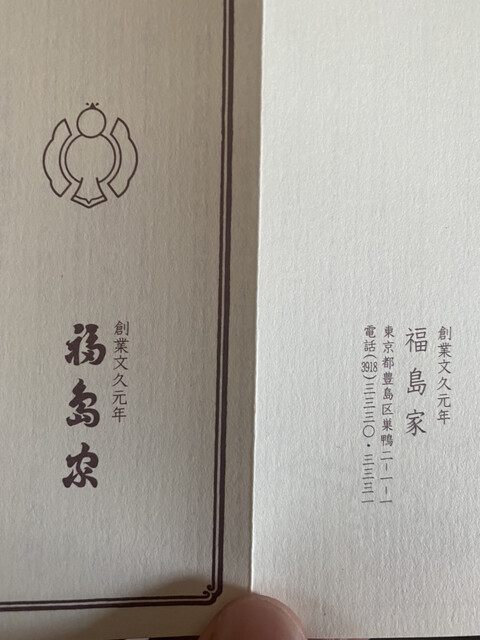 創業文久元年
福島家
東京都豊島区巣鴨二-一-一
電話(3918)三三三〇・三三三一
創業文久元年
福島家